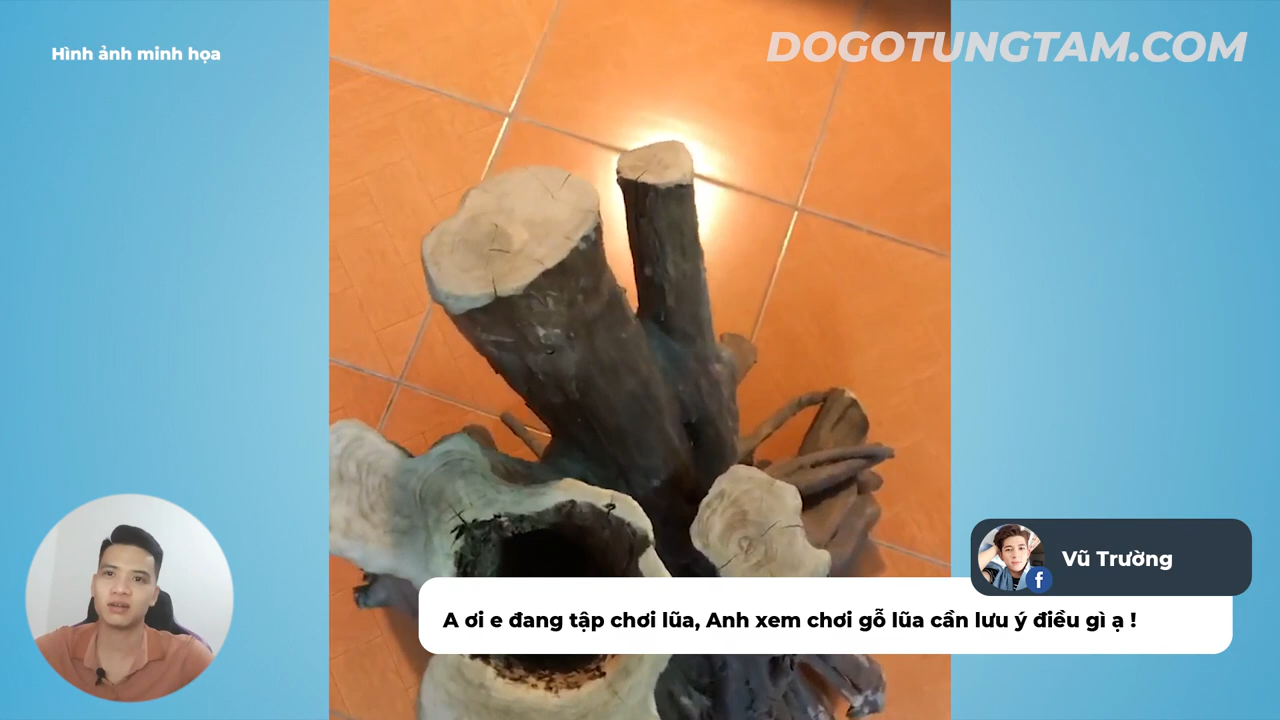 Hình ảnh minh họa
DOGOTUNGTAM.COM
Vũ Trường
A ơi e đang tập chơi lũa, Anh xem chơi gỗ lũa cần lưu ý điều gì ạ !